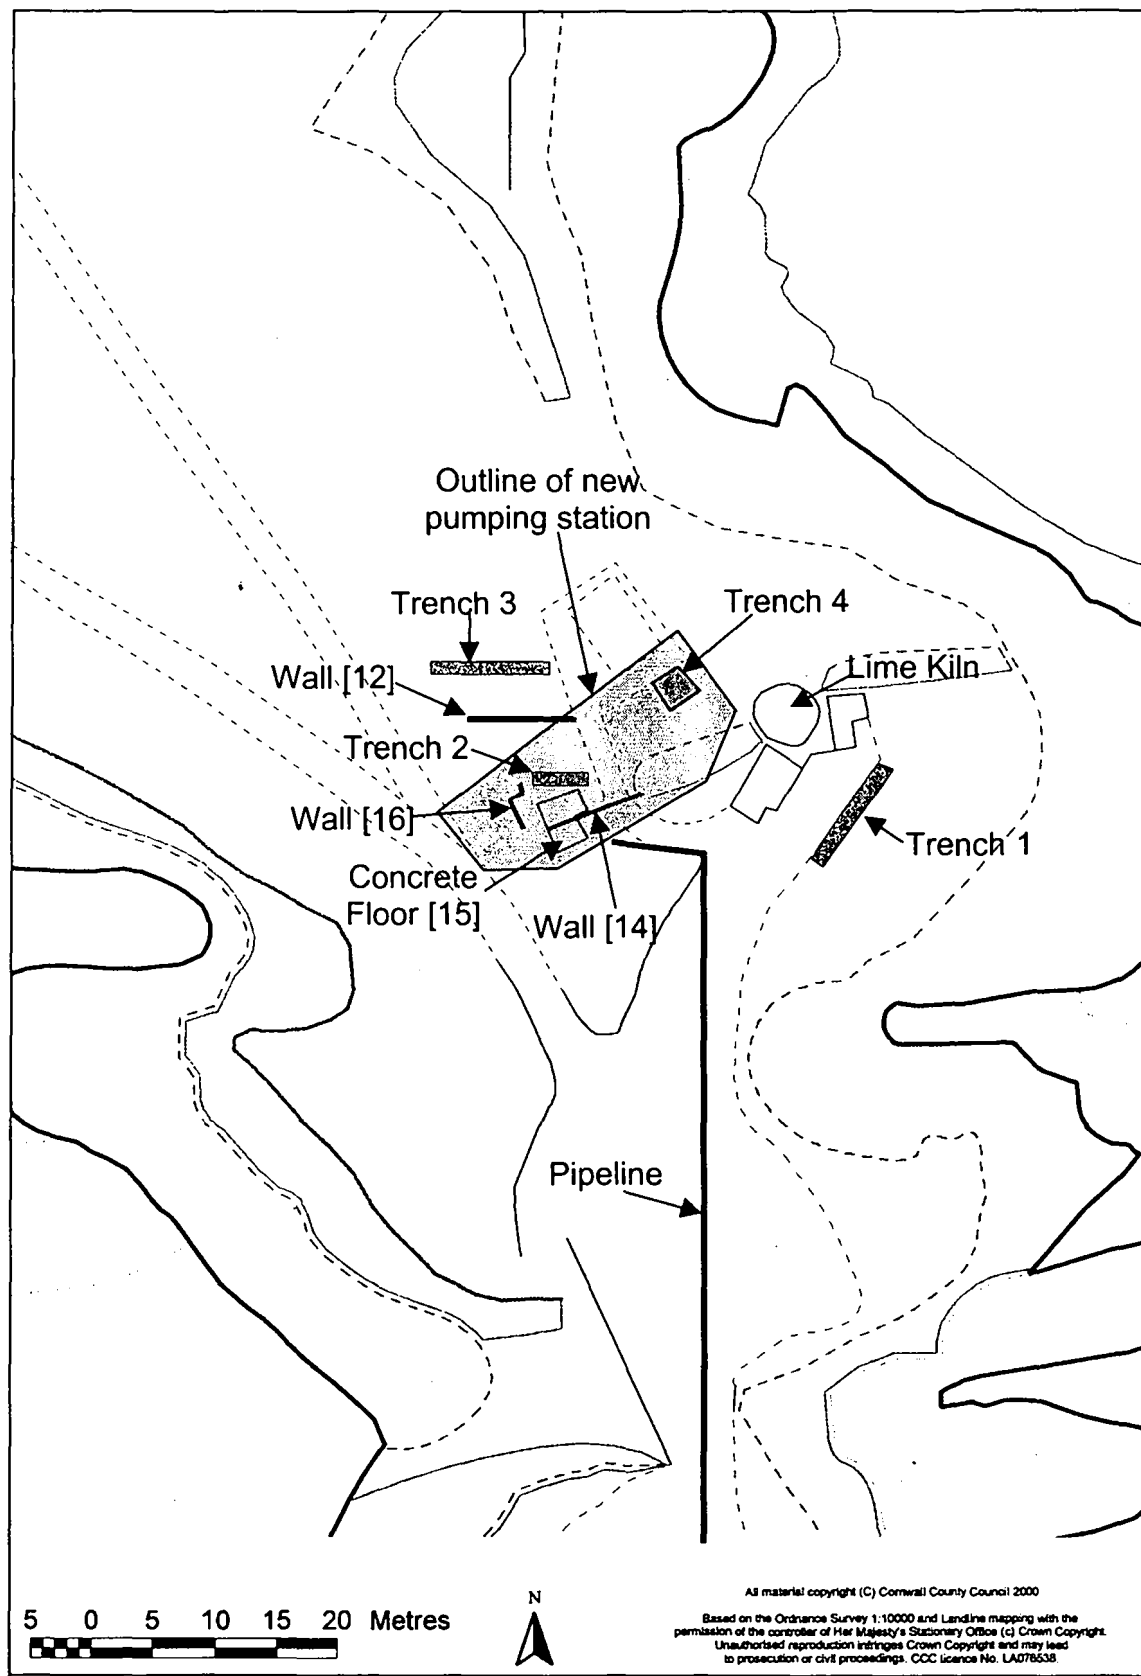 Outline of new
pumping station
Trench 3
Trench 4
Wall [12]
Lime Kiln
Trench 2
Wall [16]
Trench 1
Concrete
Floor [15]
Wall [14]
Pipeline
N
5 0 5 10 15 20 Metres
All material copyright (C) Cornwall County Council 2000
Based on the Ordnance Survey 1:10000 and Landline mapping with the
permission of the controller of Her Majesty's Stationary Office (c) Crown Copyright.
Unauthorised reproduction infringes Crown Copyright and may lead
to prosecution or civil proceedings. CCC Licence No. LA076538.